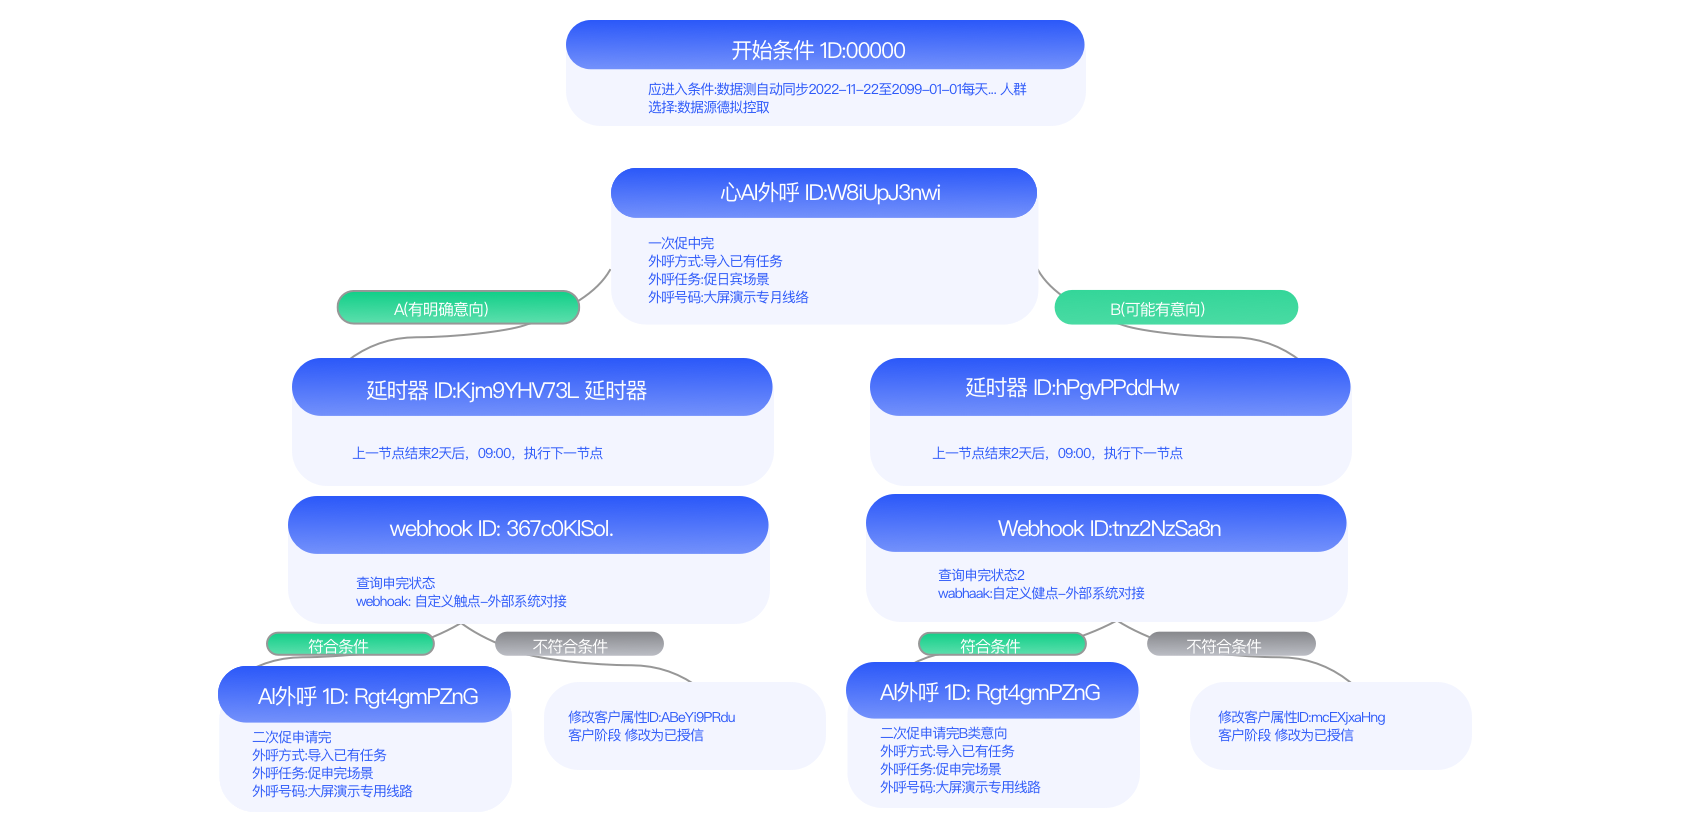 开始条件 1D:00000
应进入条件:数据测自动同步2022-11-22至2099-01-01每天... 人群
选择:数据源德拟控取
心AI外呼 ID:W8iUpJ3nwi
一次促中完
外呼方式:导入已有任务
外呼任务:促日宾场景
外呼号码:大屏演示专月线络
A(有明确意向)
B(可能有意向)
延时器 ID:Kjm9YHV73L 延时器
延时器 ID:hPgvPPddHw
上一节点结束2天后，09:00，执行下一节点
上一节点结束2天后，09:00，执行下一节点
webhook ID: 367c0KlSol.
Webhook ID:tnz2NzSa8n
查询申完状态
webhoak: 自定义触点-外部系统对接
查询申完状态2
wabhaak:自定义健点-外部系统对接
符合条件
不符合条件
符合条件
不符合条件
AI外呼 1D: Rgt4gmPZnG
二次促申请完
外呼方式:导入已有任务
外呼任务:促申完场景
外呼号码:大屏演示专用线路
修改客户属性ID:ABeYi9PRdu
客户阶段 修改为已授信
AI外呼 1D: Rgt4gmPZnG
二次促申请完B类意向
外呼方式:导入已有任务
外呼任务:促申完场景
外呼号码:大屏演示专用线路
修改客户属性ID:mcEXjxaHng
客户阶段 修改为已授信